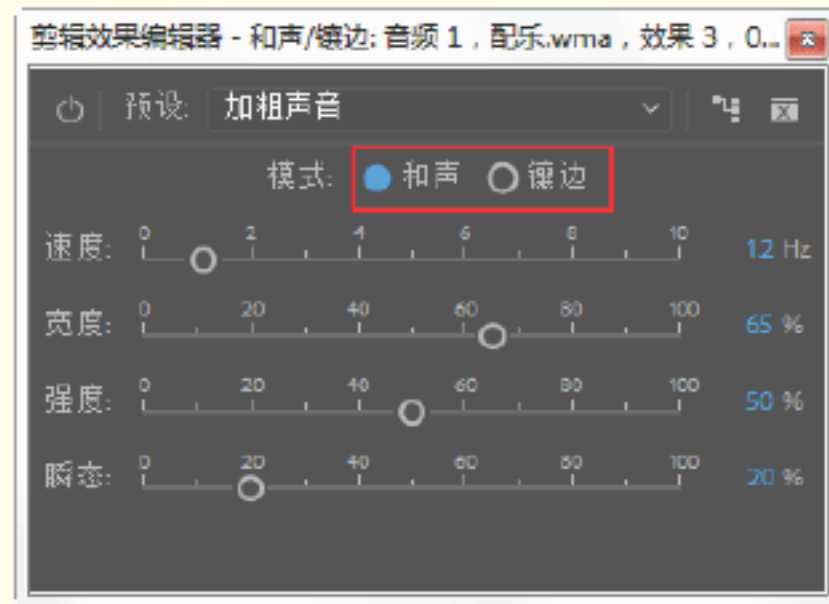 剪辑效果编辑器 - 和声/镶边: 音频 1，配乐.wma，效果 3，0...
预设: 加粗声音
模式: 和声 镶边
速度: 0 2 4 6 8 10 12 Hz
宽度: 0 20 40 60 80 100 65 %
强度: 0 20 40 60 80 100 50 %
瞬态: 0 20 40 60 80 100 20 %